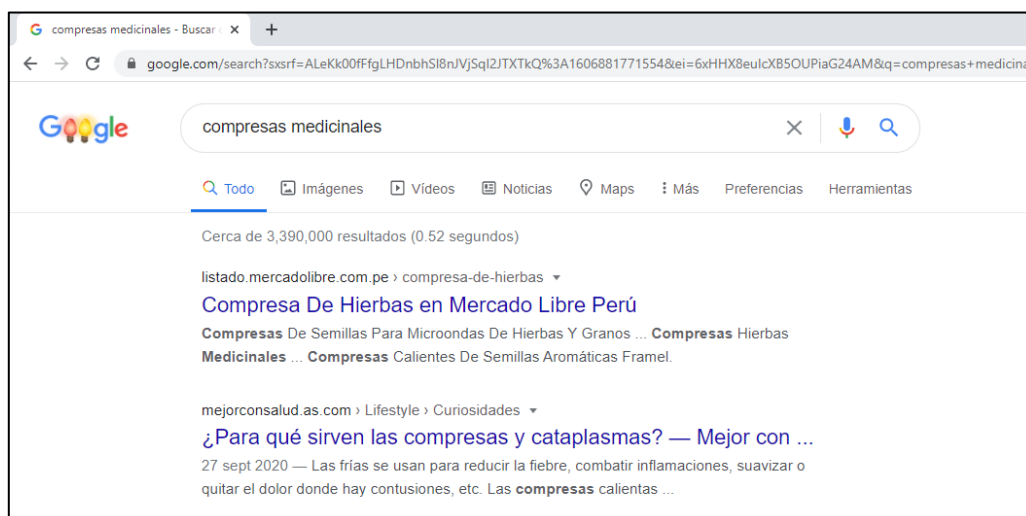 compresas medicinales - Buscar
google.com/search?sxsrf=ALeKk00fFfgLHDnbhSl8nJVjSqI2JTXTkQ%3A1606881771554&ei=6xHHX8eulcXB5OUPiaG24AM&q=compresas+medicina
Google
compresas medicinales
Todo Imágenes Vídeos Noticias Maps Más Preferencias Herramientas
Cerca de 3,390,000 resultados (0.52 segundos)
listado.mercadolibre.com.pe › compresa-de-hierbas
Compresa De Hierbas en Mercado Libre Perú
Compresas De Semillas Para Microondas De Hierbas Y Granos ... Compresas Hierbas
Medicinales ... Compresas Calientes De Semillas Aromáticas Framel.
mejorconsalud.as.com › Lifestyle › Curiosidades
¿Para qué sirven las compresas y cataplasmas? — Mejor con ...
27 sept 2020 — Las frías se usan para reducir la fiebre, combatir inflamaciones, suavizar o
quitar el dolor donde hay contusiones, etc. Las compresas calientas ...